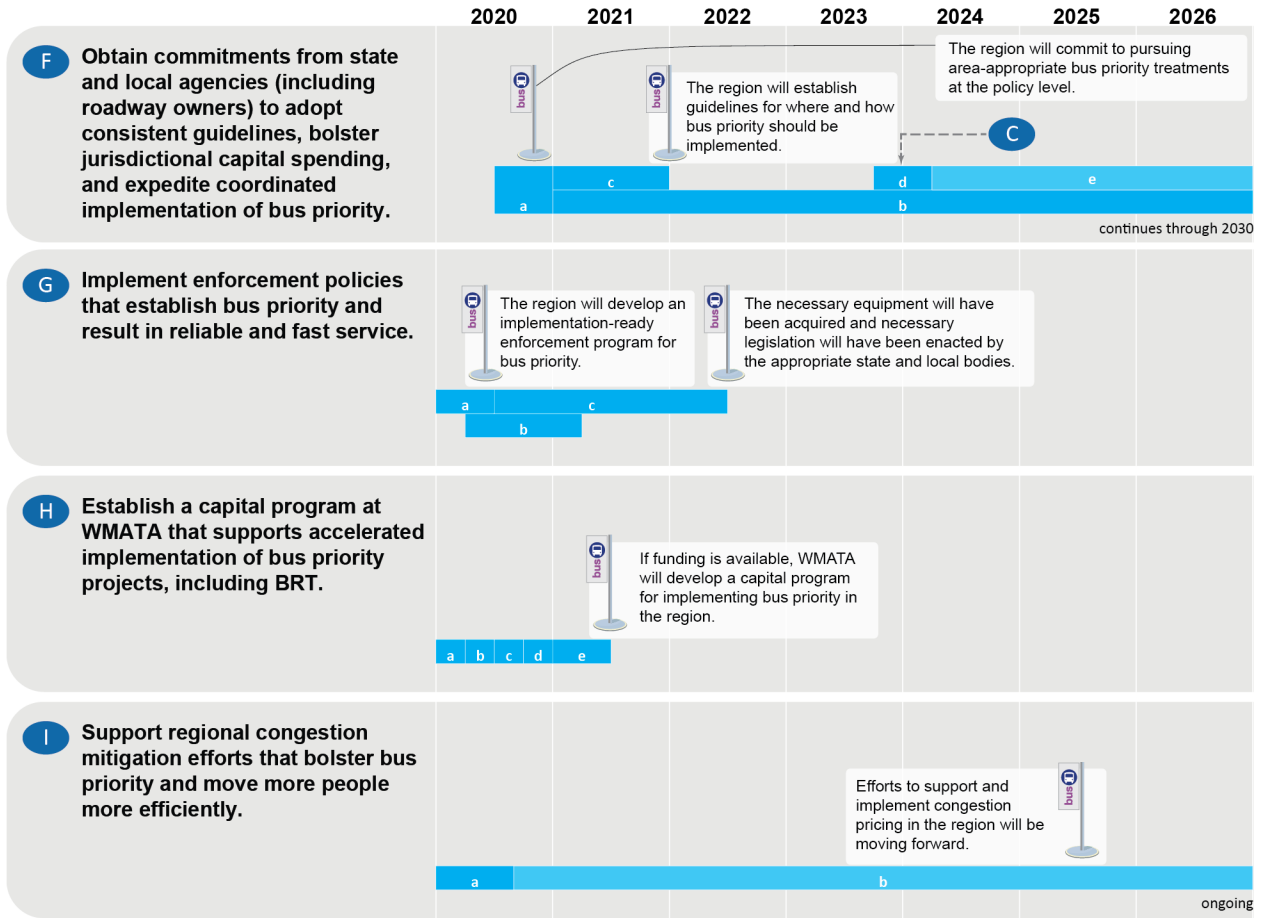 2020 2021 2022 2023 2024 2025 2026
F
Obtain commitments from state
and local agencies (including
roadway owners) to adopt
consistent guidelines, bolster
jurisdictional capital spending,
and expedite coordinated
implementation of bus priority.
bus
bus
The region will establish
guidelines for where and how
bus priority should be
implemented.
The region will commit to pursuing
area-appropriate bus priority treatments
at the policy level.
C
c d e
a b
continues through 2030
G
Implement enforcement policies
that establish bus priority and
result in reliable and fast service.
bus
The region will develop an
implementation-ready
enforcement program for
bus priority.
bus
The necessary equipment will have
been acquired and necessary
legislation will have been enacted by
the appropriate state and local bodies.
a c
b
H
Establish a capital program at
WMATA that supports accelerated
implementation of bus priority
projects, including BRT.
bus
If funding is available, WMATA
will develop a capital program
for implementing bus priority in
the region.
a b c d e
I
Support regional congestion
mitigation efforts that bolster bus
priority and move more people
more efficiently.
Efforts to support and
implement congestion
pricing in the region will be
moving forward.
bus
a b
ongoing